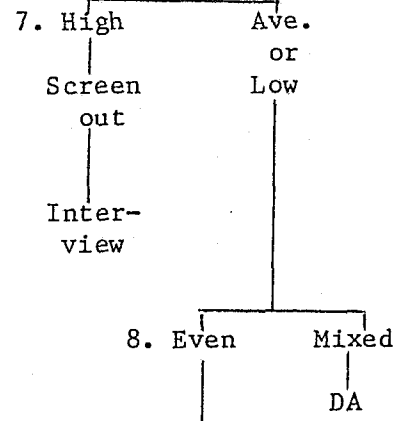 7. High Ave.
or
Screen Low
out
Inter-
view
8. Even Mixed
DA